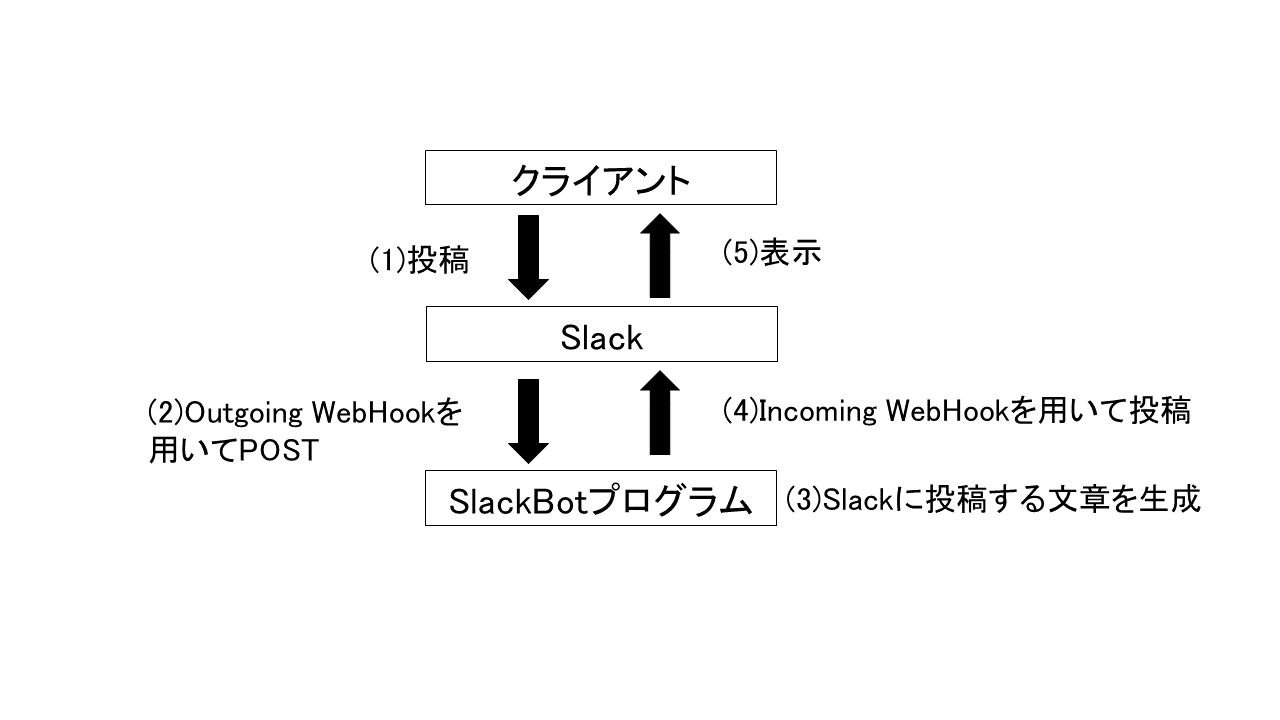 クライアント
(1)投稿
(5)表示
Slack
(2)Outgoing WebHookを
用いてPOST
(4)Incoming WebHookを用いて投稿
SlackBotプログラム
(3)Slackに投稿する文章を生成